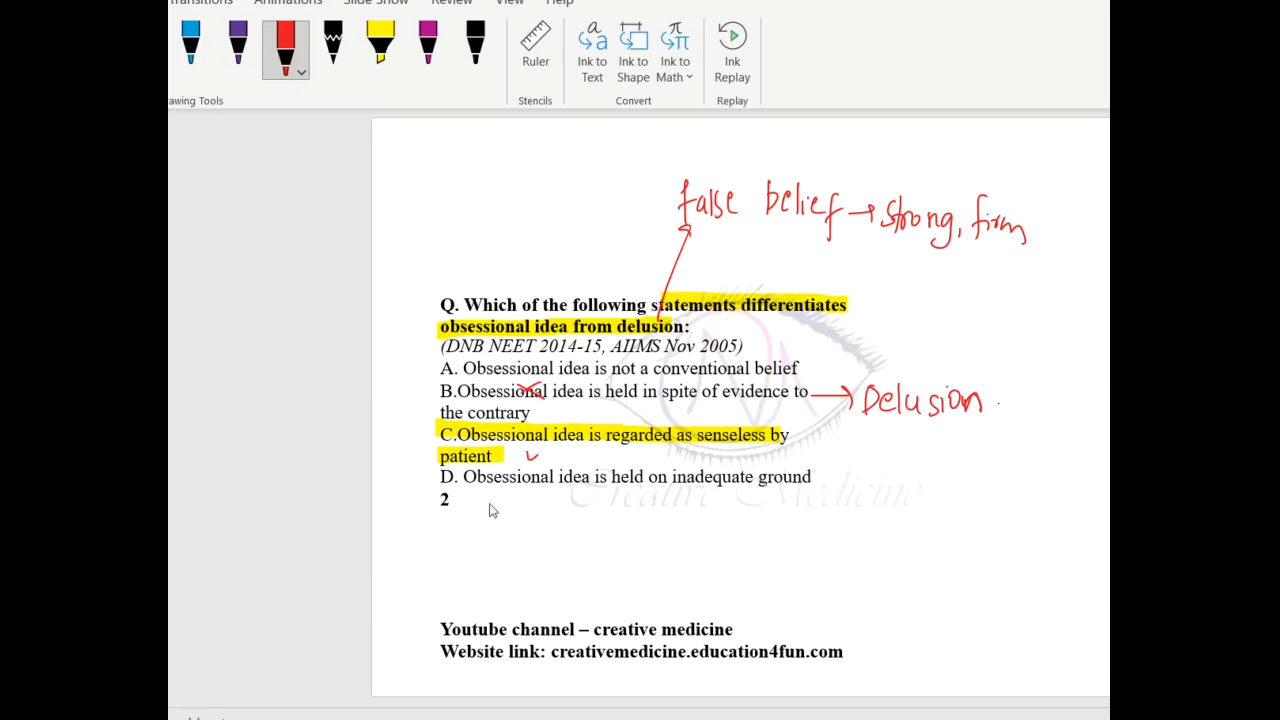 Transitions Animations Slide Show Review View Help
Ruler
Ink to Text
Ink to Shape
Ink to Math
Ink Replay
Drawing Tools
Stencils
Convert
Replay
false belief → strong, firm
Q. Which of the following statements differentiates
obsessional idea from delusion:
(DNB NEET 2014-15, AIIMS Nov 2005)
A. Obsessional idea is not a conventional belief
B.Obsessional idea is held in spite of evidence to → Delusion
the contrary
C.Obsessional idea is regarded as senseless by
patient
D. Obsessional idea is held on inadequate ground
2
Creative Medicine
Youtube channel – creative medicine
Website link: creativemedicine.education4fun.com